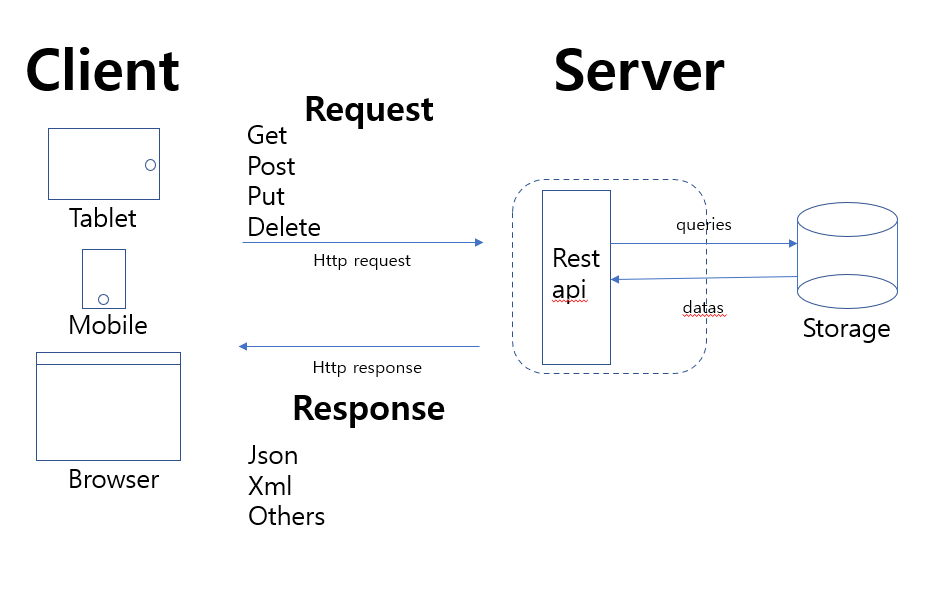 Client
Server
Request
Get
Post
Put
Delete
Http request
Tablet
Mobile
Browser
Http response
Response
Json
Xml
Others
Rest
api
queries
datas
Storage